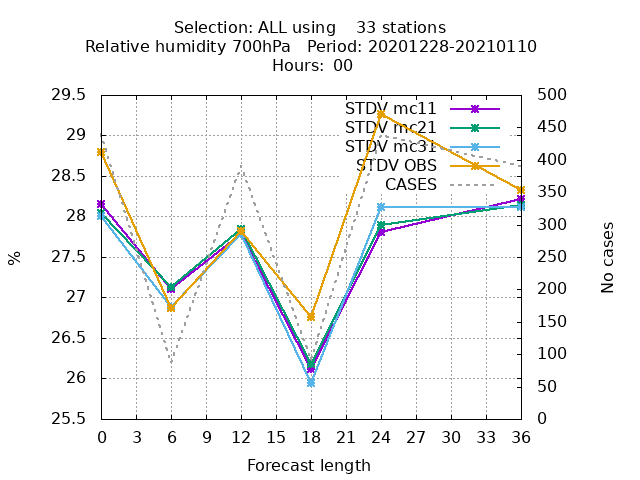 Selection: ALL using    33 stations
Relative humidity 700hPa   Period: 20201228-20210110
Hours:  00
STDV mc11
STDV mc21
STDV mc31
STDV OBS
CASES
29.5
29
28.5
28
27.5
27
26.5
26
25.5
%
500
450
400
350
300
250
200
150
100
50
0
No cases
0 3 6 9 12 15 18 21 24 27 30 33 36
Forecast length